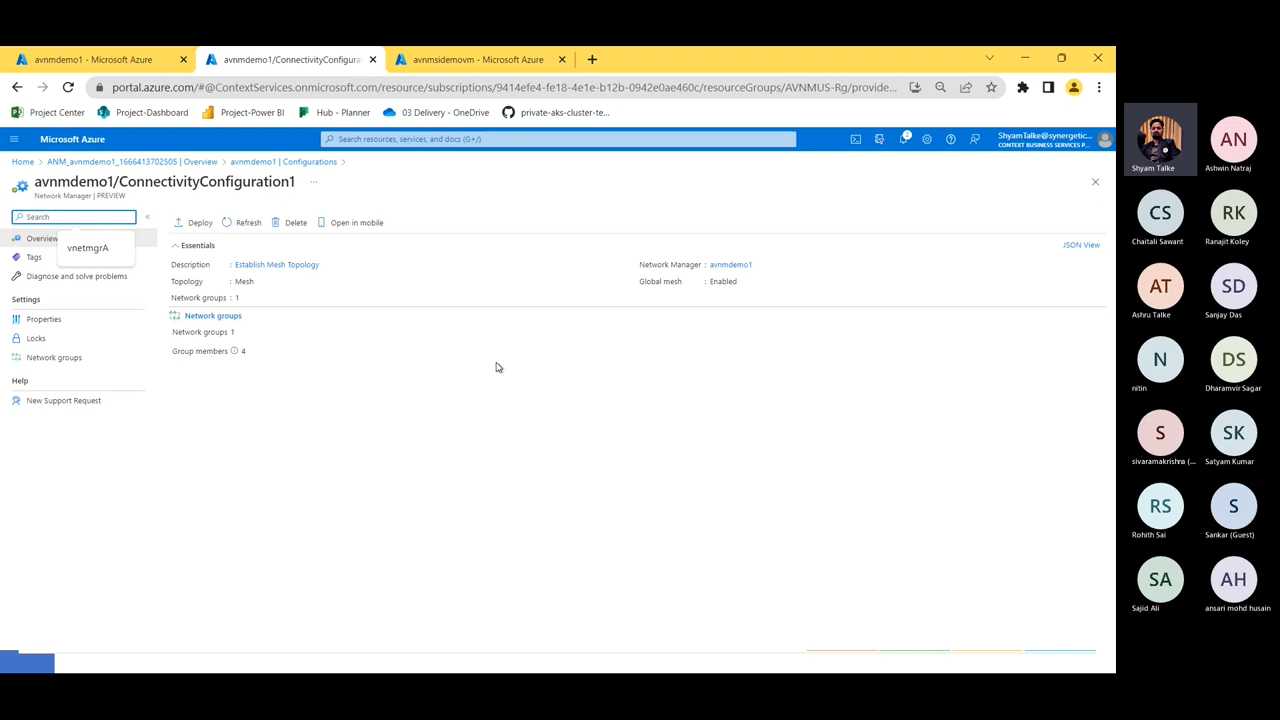 avnmdemo1 - Microsoft Azure
avnmdemo1/ConnectivityConfigura
avnmsidemovm - Microsoft Azure
portal.azure.com/#@ContextServices.onmicrosoft.com/resource/subscriptions/9414efe4-fe18-4e1e-b12b-0942e0ae460c/resourceGroups/AVNMUS-Rg/provide...
Project Center
Project-Dashboard
Project-Power BI
Hub - Planner
03 Delivery - OneDrive
private-aks-cluster-te...
Microsoft Azure
Search resources, services, and docs (G+/)
ShyamTalke@synergetic...
CONTEXT BUSINESS SERVICES P...
Home > ANM_avnmdemo1_1666413702505 | Overview > avnmdemo1 | Configurations >
avnmdemo1/ConnectivityConfiguration1 ...
Network Manager | PREVIEW
Search
«
vnetmgrA
Overview
Tags
Diagnose and solve problems
Settings
Properties
Locks
Network groups
Help
New Support Request
Deploy
Refresh
Delete
Open in mobile
Essentials
JSON View
Description : Establish Mesh Topology
Network Manager : avnmdemo1
Topology : Mesh
Global mesh : Enabled
Network groups : 1
Network groups
Network groups 1
Group members 4
Shyam Talke
AN
Ashwin Natraj
CS
Chaitali Sawant
RK
Ranajit Koley
AT
Ashru Talke
SD
Sanjay Das
N
nitin
DS
Dharamvir Sagar
S
sivaramakrishna (...
SK
Satyam Kumar
RS
Rohith Sai
S
Sankar (Guest)
SA
Sajid Ali
AH
ansari mohd husain